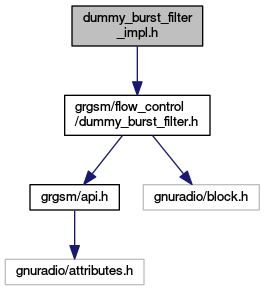 dummy_burst_filter
_impl.h
grgsm/flow_control
/dummy_burst_filter.h
grgsm/api.h
gnuradio/block.h
gnuradio/attributes.h